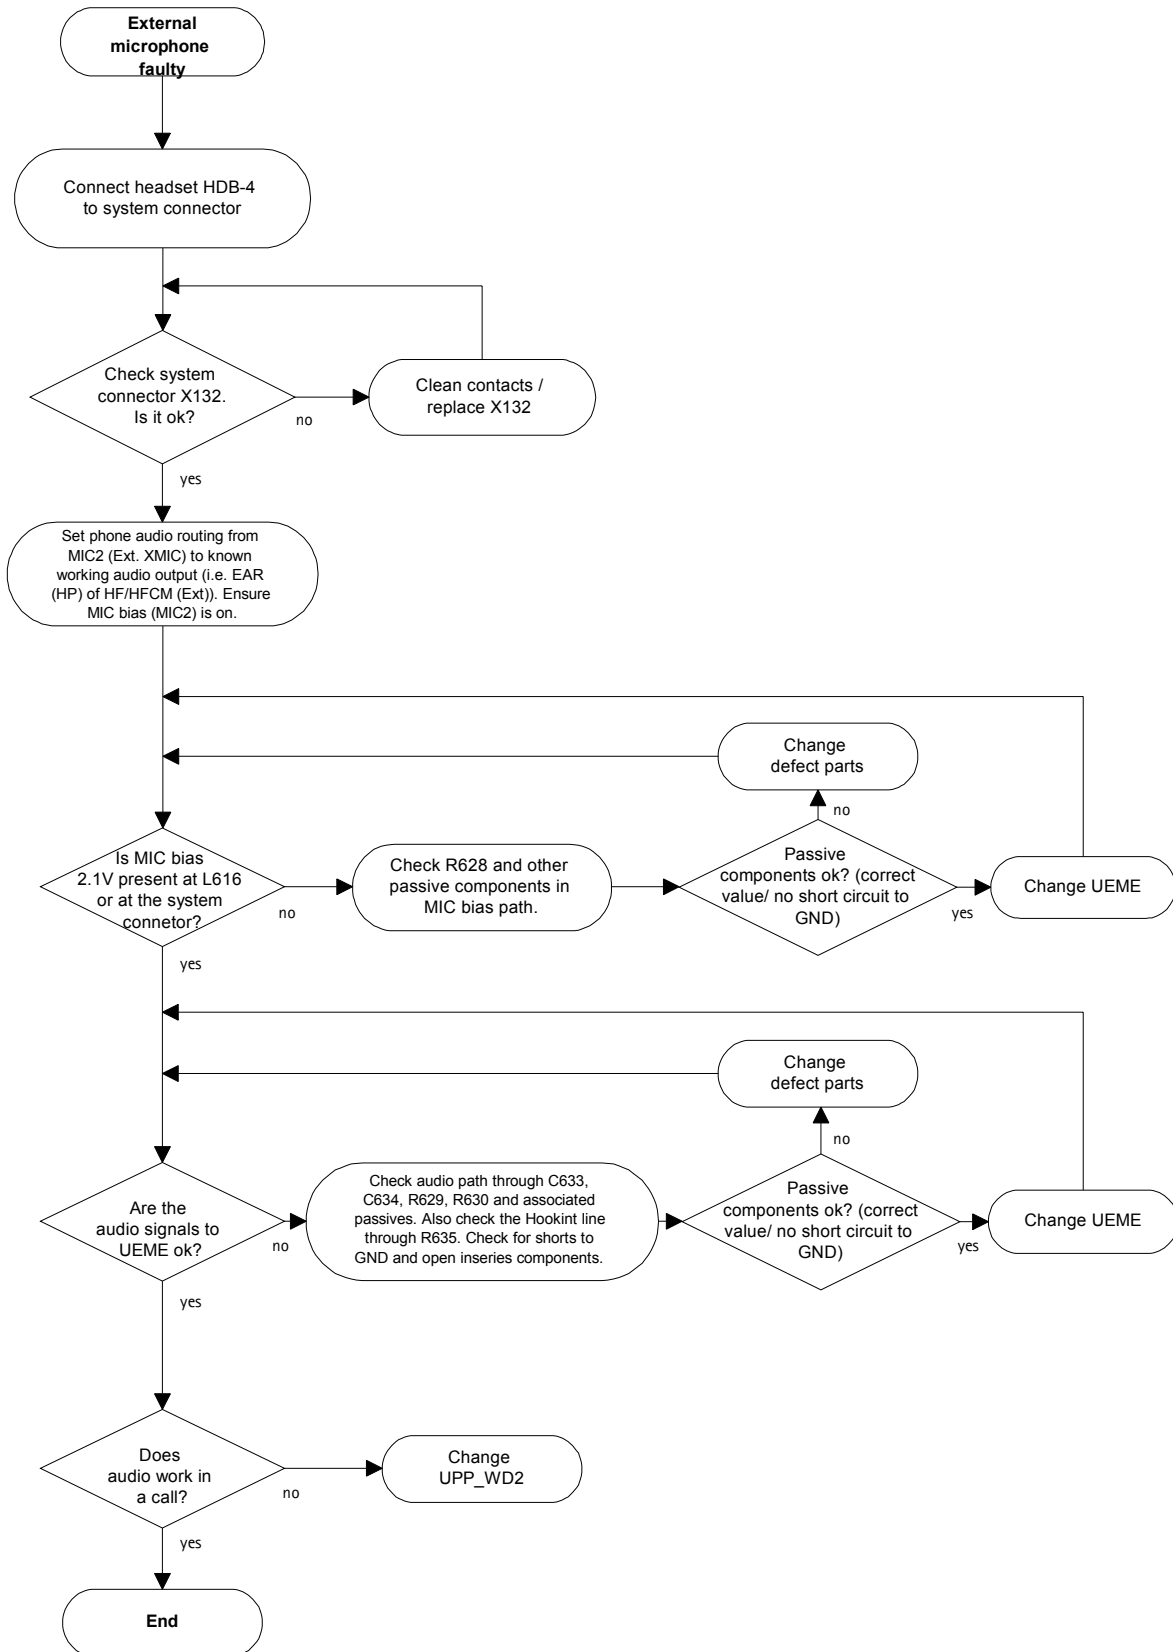 External
microphone
faulty
Connect headset HDB-4
to system connector
Check system
connector X132.
Is it ok?
no
Clean contacts /
replace X132
yes
Set phone audio routing from
MIC2 (Ext. XMIC) to known
working audio output (i.e. EAR
(HP) of HF/HFCM (Ext)). Ensure
MIC bias (MIC2) is on.
Change
defect parts
no
Is MIC bias
2.1V present at L616
or at the system
connetor?
no
Check R628 and other
passive components in
MIC bias path.
Passive
components ok? (correct
value/ no short circuit to
GND)
yes
Change UEME
yes
Change
defect parts
no
Are the
audio signals to
UEME ok?
no
Check audio path through C633,
C634, R629, R630 and associated
passives. Also check the Hookint line
through R635. Check for shorts to
GND and open inseries components.
Passive
components ok? (correct
value/ no short circuit to
GND)
yes
Change UEME
yes
Does
audio work in
a call?
no
Change
UPP_WD2
yes
End